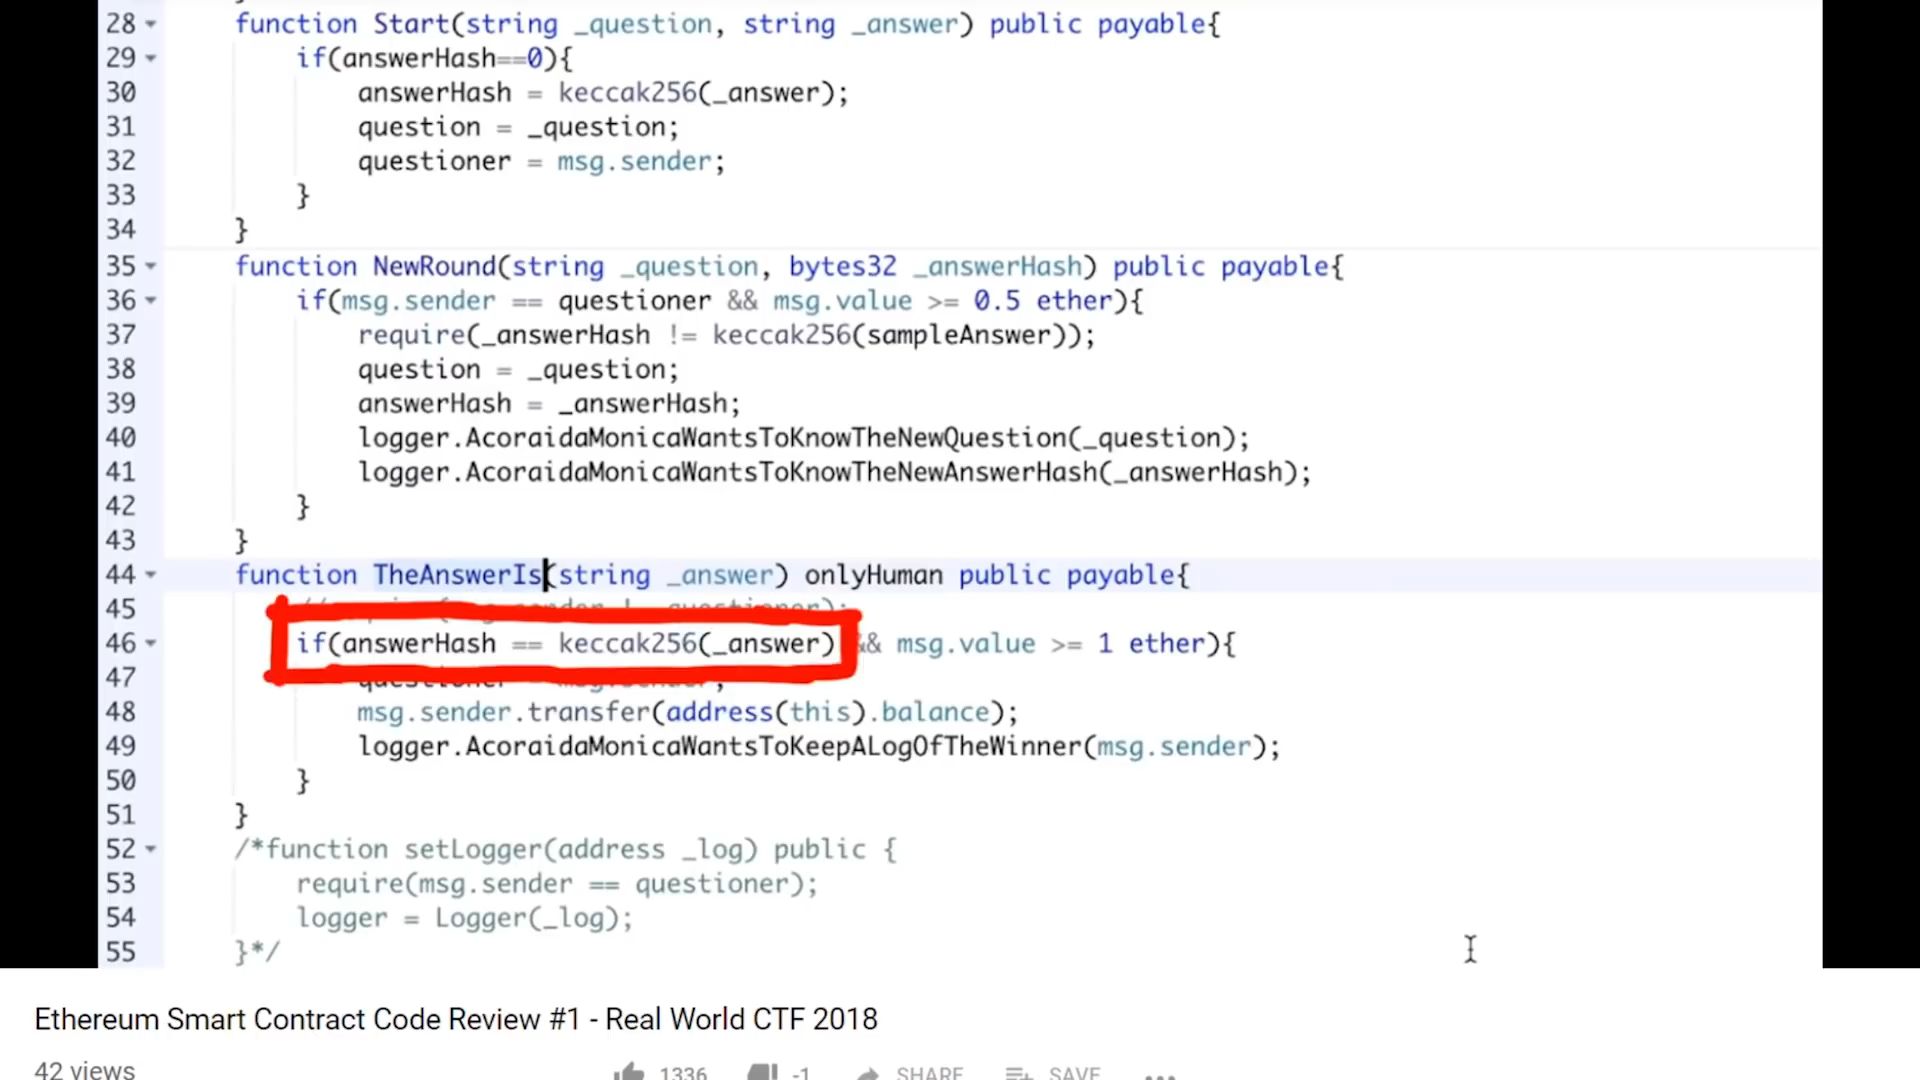 28 function Start(string _question, string _answer) public payable{
29 if(answerHash==0){
30 answerHash = keccak256(_answer);
31 question = _question;
32 questioner = msg.sender;
33 }
34 }
35 function NewRound(string _question, bytes32 _answerHash) public payable{
36 if(msg.sender == questioner && msg.value >= 0.5 ether){
37 require(_answerHash != keccak256(sampleAnswer));
38 question = _question;
39 answerHash = _answerHash;
40 logger.AcoraidaMonicaWantsToKnowTheNewQuestion(_question);
41 logger.AcoraidaMonicaWantsToKnowTheNewAnswerHash(_answerHash);
42 }
43 }
44 function TheAnswerIs(string _answer) onlyHuman public payable{
45
46 if(answerHash == keccak256(_answer) && msg.value >= 1 ether){
47 questioner = msg.sender;
48 msg.sender.transfer(address(this).balance);
49 logger.AcoraidaMonicaWantsToKeepALogOfTheWinner(msg.sender);
50 }
51 }
52 /*function setLogger(address _log) public {
53 require(msg.sender == questioner);
54 logger = Logger(_log);
55 }*/
Ethereum Smart Contract Code Review #1 - Real World CTF 2018
42 views
1336 -1 SHARE SAVE ...